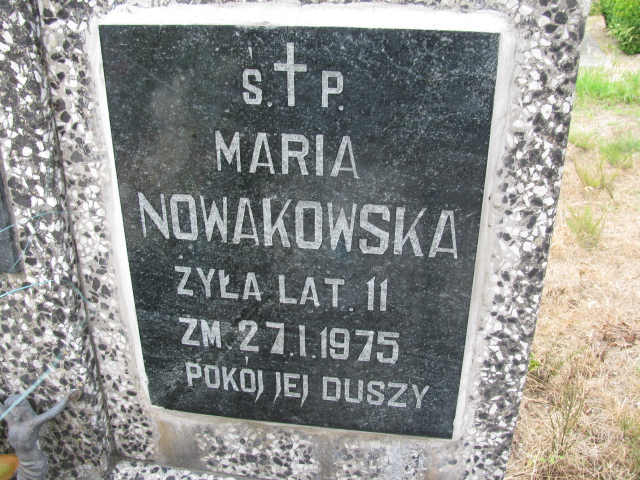 Ś.†P.
MARIA
NOWAKOWSKA
ŻYŁA LAT. 11
ZM. 27.I.1975
POKÓJ JEJ DUSZY